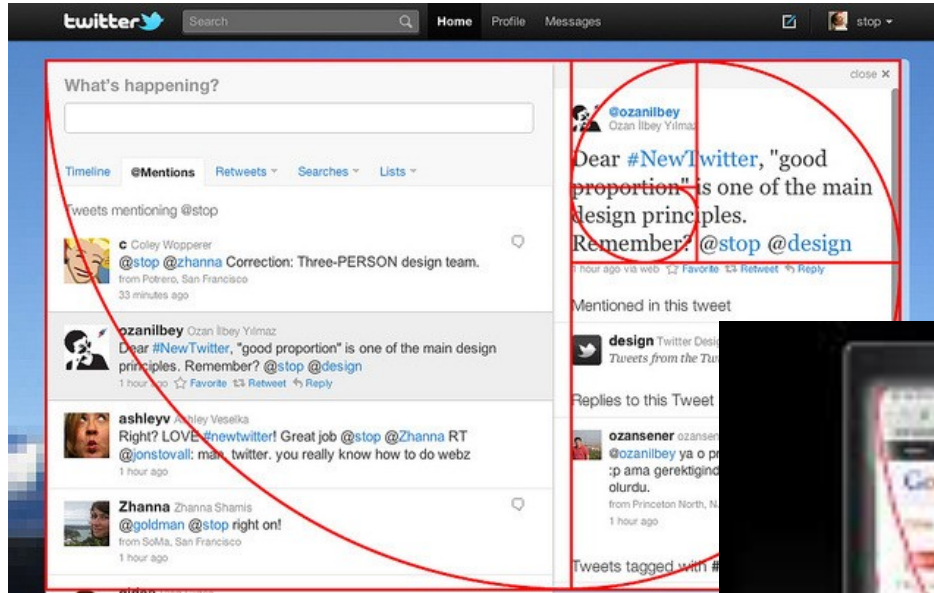 twitter
Search
Home Profile Messages
stop
What's happening?
Timeline @Mentions Retweets Searches Lists
Tweets mentioning @stop
c Coley Wopperer
@stop @zhanna Correction: Three-PERSON design team.
from Potrero, San Francisco
33 minutes ago
ozanilbey Ozan İlbey Yılmaz
Dear #NewTwitter, "good proportion" is one of the main design
principles. Remember? @stop @design
1 hour ago Favorite Retweet Reply
ashleyv Ashley Veselka
Right? LOVE #newtwitter! Great job @stop @Zhanna RT
@jonstovall: man, twitter. you really know how to do webz
1 hour ago
Zhanna Zhanna Shamis
@goldman @stop right on!
from SoMa, San Francisco
1 hour ago
close ×
@ozanilbey
Ozan İlbey Yılmaz
Dear #NewTwitter, "good
proportion" is one of the main
design principles.
Remember? @stop @design
1 hour ago via web Favorite Retweet Reply
Mentioned in this tweet
design Twitter
Tweets from the
Replies to this Tweet
ozansener
@ozanilbey ya o
:p ama
olurdu.
from Princeton North,
1 hour ago
Tweets tagged with